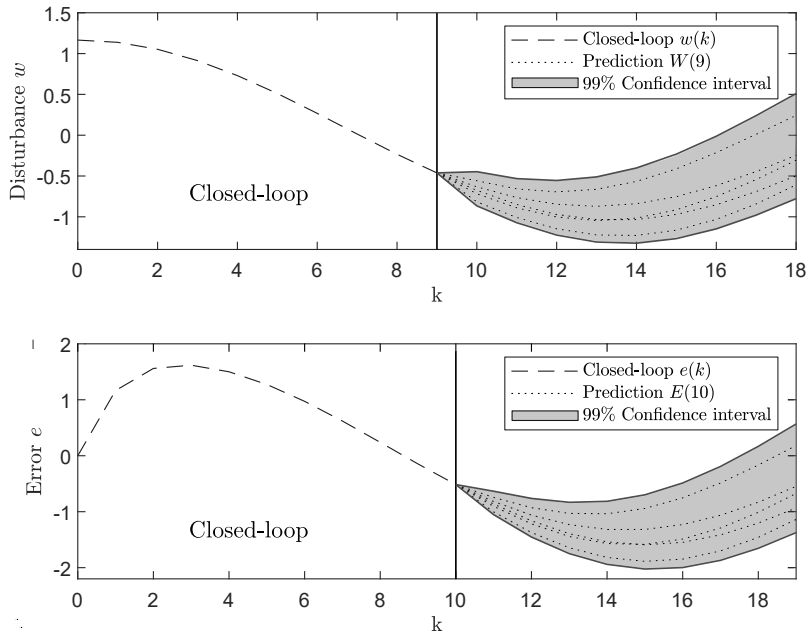 1.5
1
0.5
0
-0.5
-1
Disturbance w
Closed-loop w(k)
Prediction W(9)
99% Confidence interval
Closed-loop
0 2 4 6 8 10 12 14 16 18
k
2
1
0
-1
-2
Error e
Closed-loop e(k)
Prediction E(10)
99% Confidence interval
Closed-loop
0 2 4 6 8 10 12 14 16 18
k